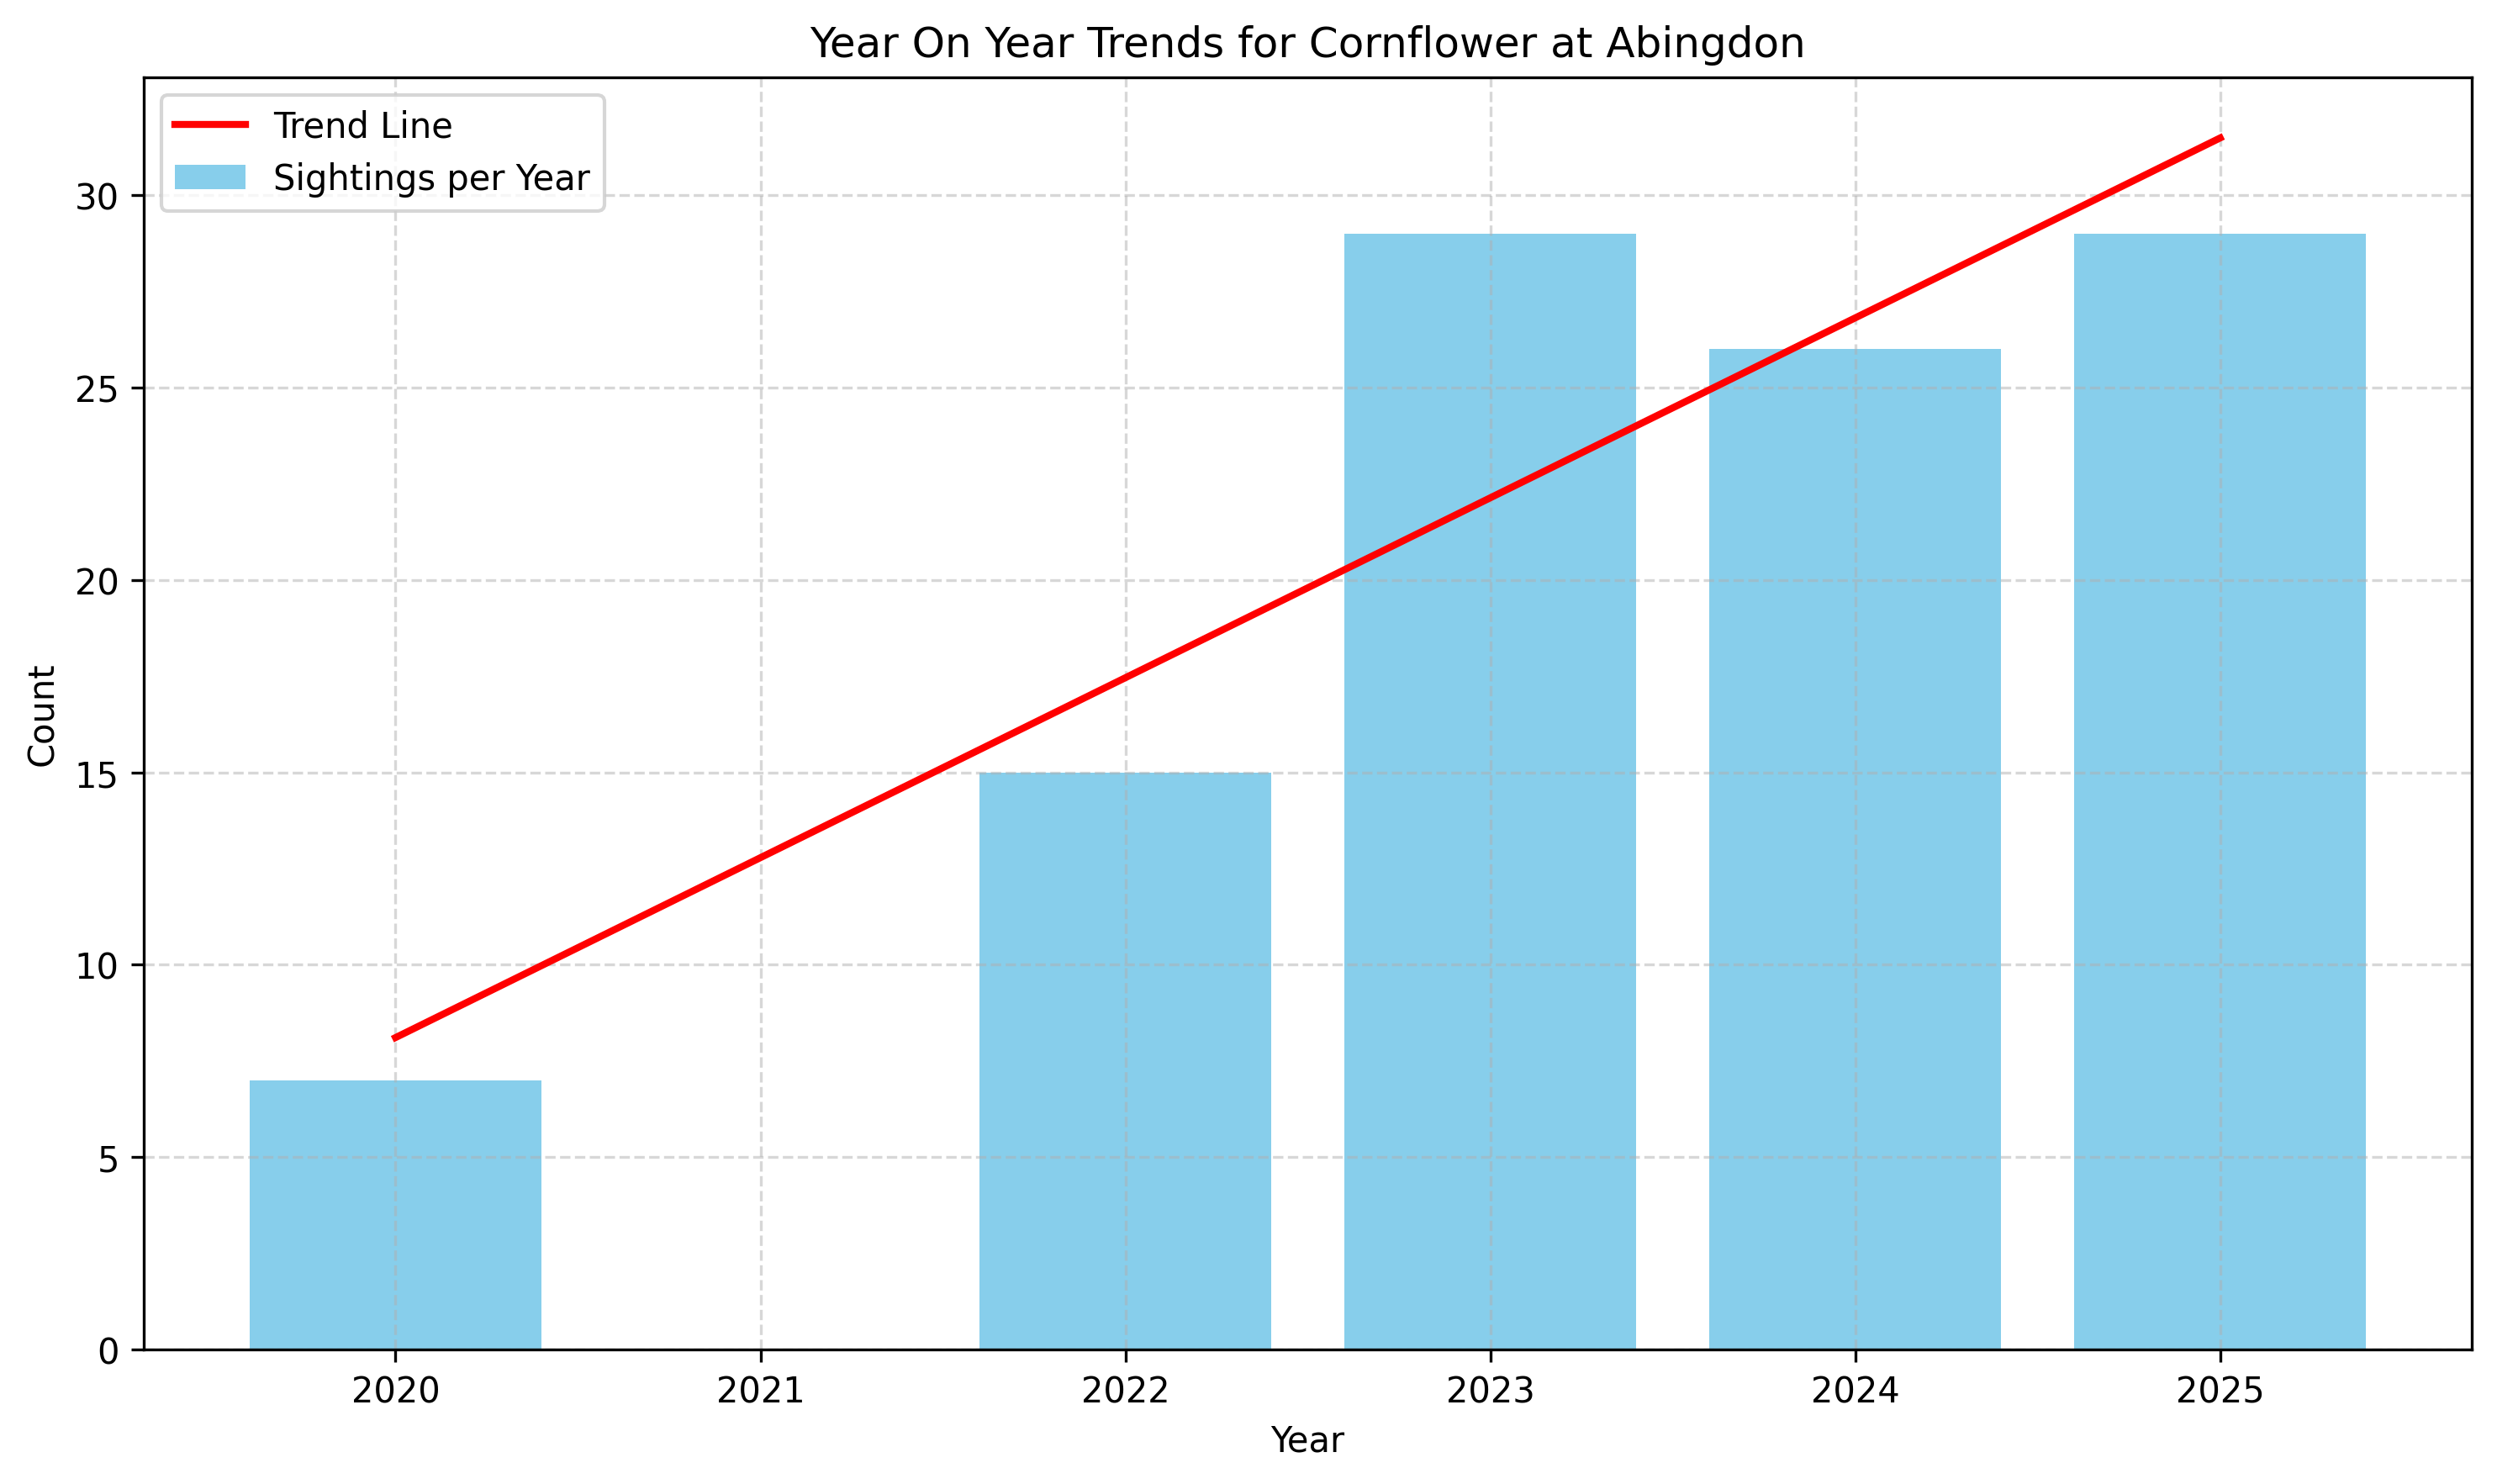 Year On Year Trends for Cornflower at Abingdon
Trend Line
Sightings per Year
30
25
20
15
10
5
0
Count
2020 2021 2022 2023 2024 2025
Year